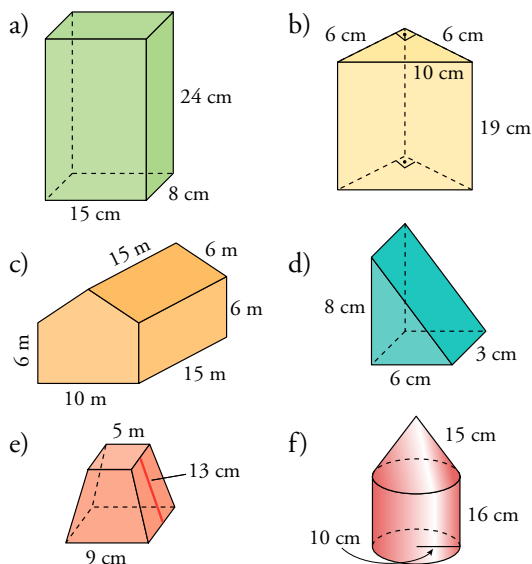 a)
24 cm
8 cm
15 cm
b)
6 cm
6 cm
10 cm
19 cm
c)
15 m
6 m
6 m
6 m
15 m
10 m
d)
8 cm
3 cm
6 cm
e)
5 m
13 cm
9 cm
f)
15 cm
16 cm
10 cm